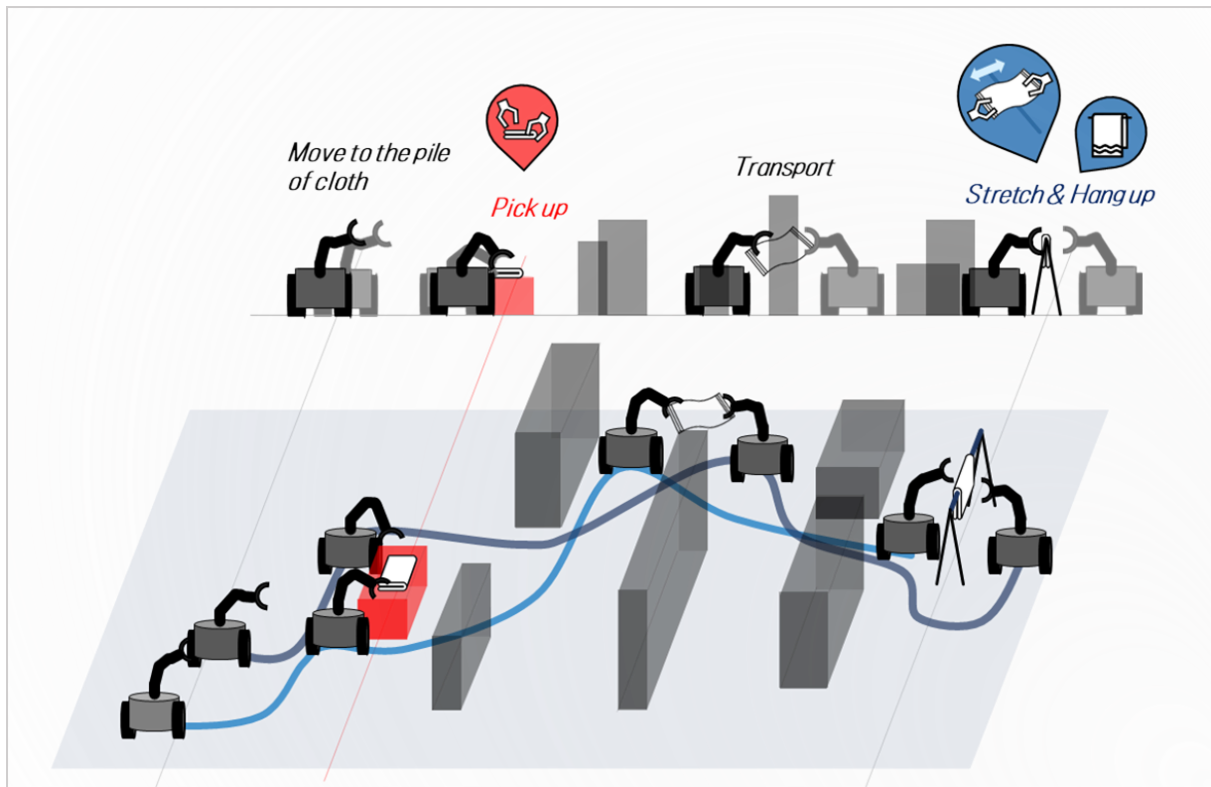 Move to the pile
of cloth
Pick up
Transport
Stretch & Hang up